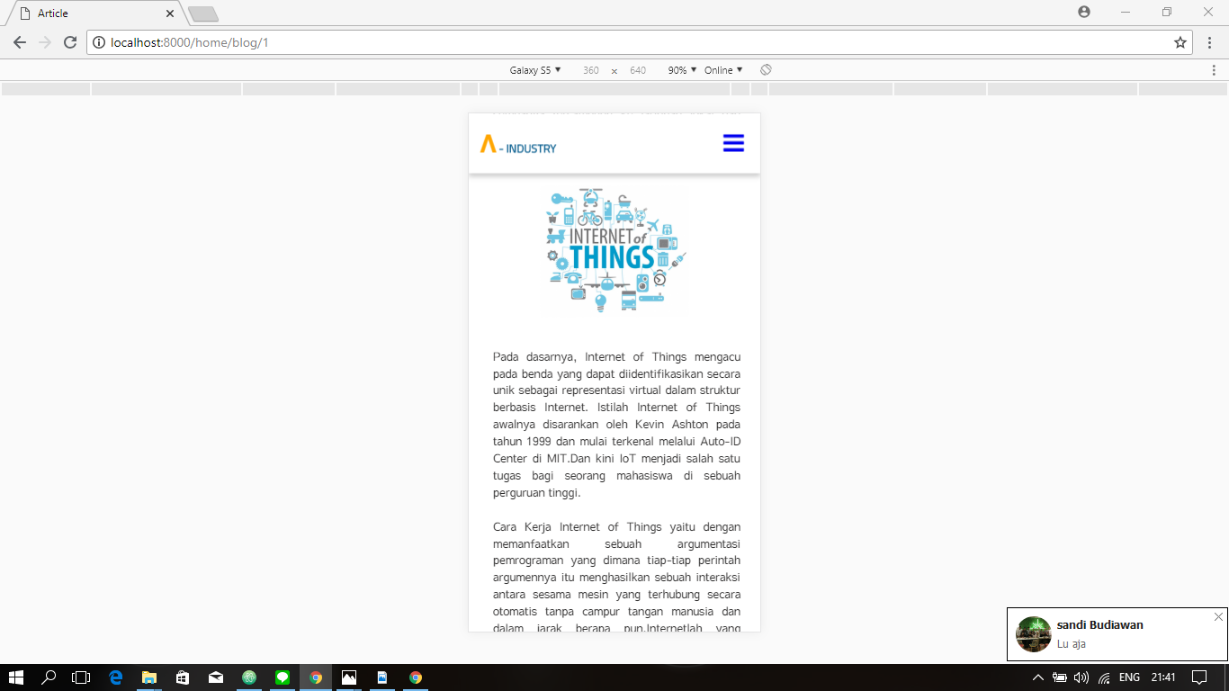 Article
localhost:8000/home/blog/1
Galaxy S5 ▼ 360 x 640 90% ▼ Online ▼
Λ - INDUSTRY
INTERNET of
THINGS
Pada dasarnya, Internet of Things mengacu
pada benda yang dapat diidentifikasikan secara
unik sebagai representasi virtual dalam struktur
berbasis Internet. Istilah Internet of Things
awalnya disarankan oleh Kevin Ashton pada
tahun 1999 dan mulai terkenal melalui Auto-ID
Center di MIT.Dan kini IoT menjadi salah satu
tugas bagi seorang mahasiswa di sebuah
perguruan tinggi.
Cara Kerja Internet of Things yaitu dengan
memanfaatkan sebuah argumentasi
pemrograman yang dimana tiap-tiap perintah
argumennya itu menghasilkan sebuah interaksi
antara sesama mesin yang terhubung secara
otomatis tanpa campur tangan manusia dan
dalam jarak berapa pun.Internetlah yang
sandi Budiawan
Lu aja
ENG 21:41